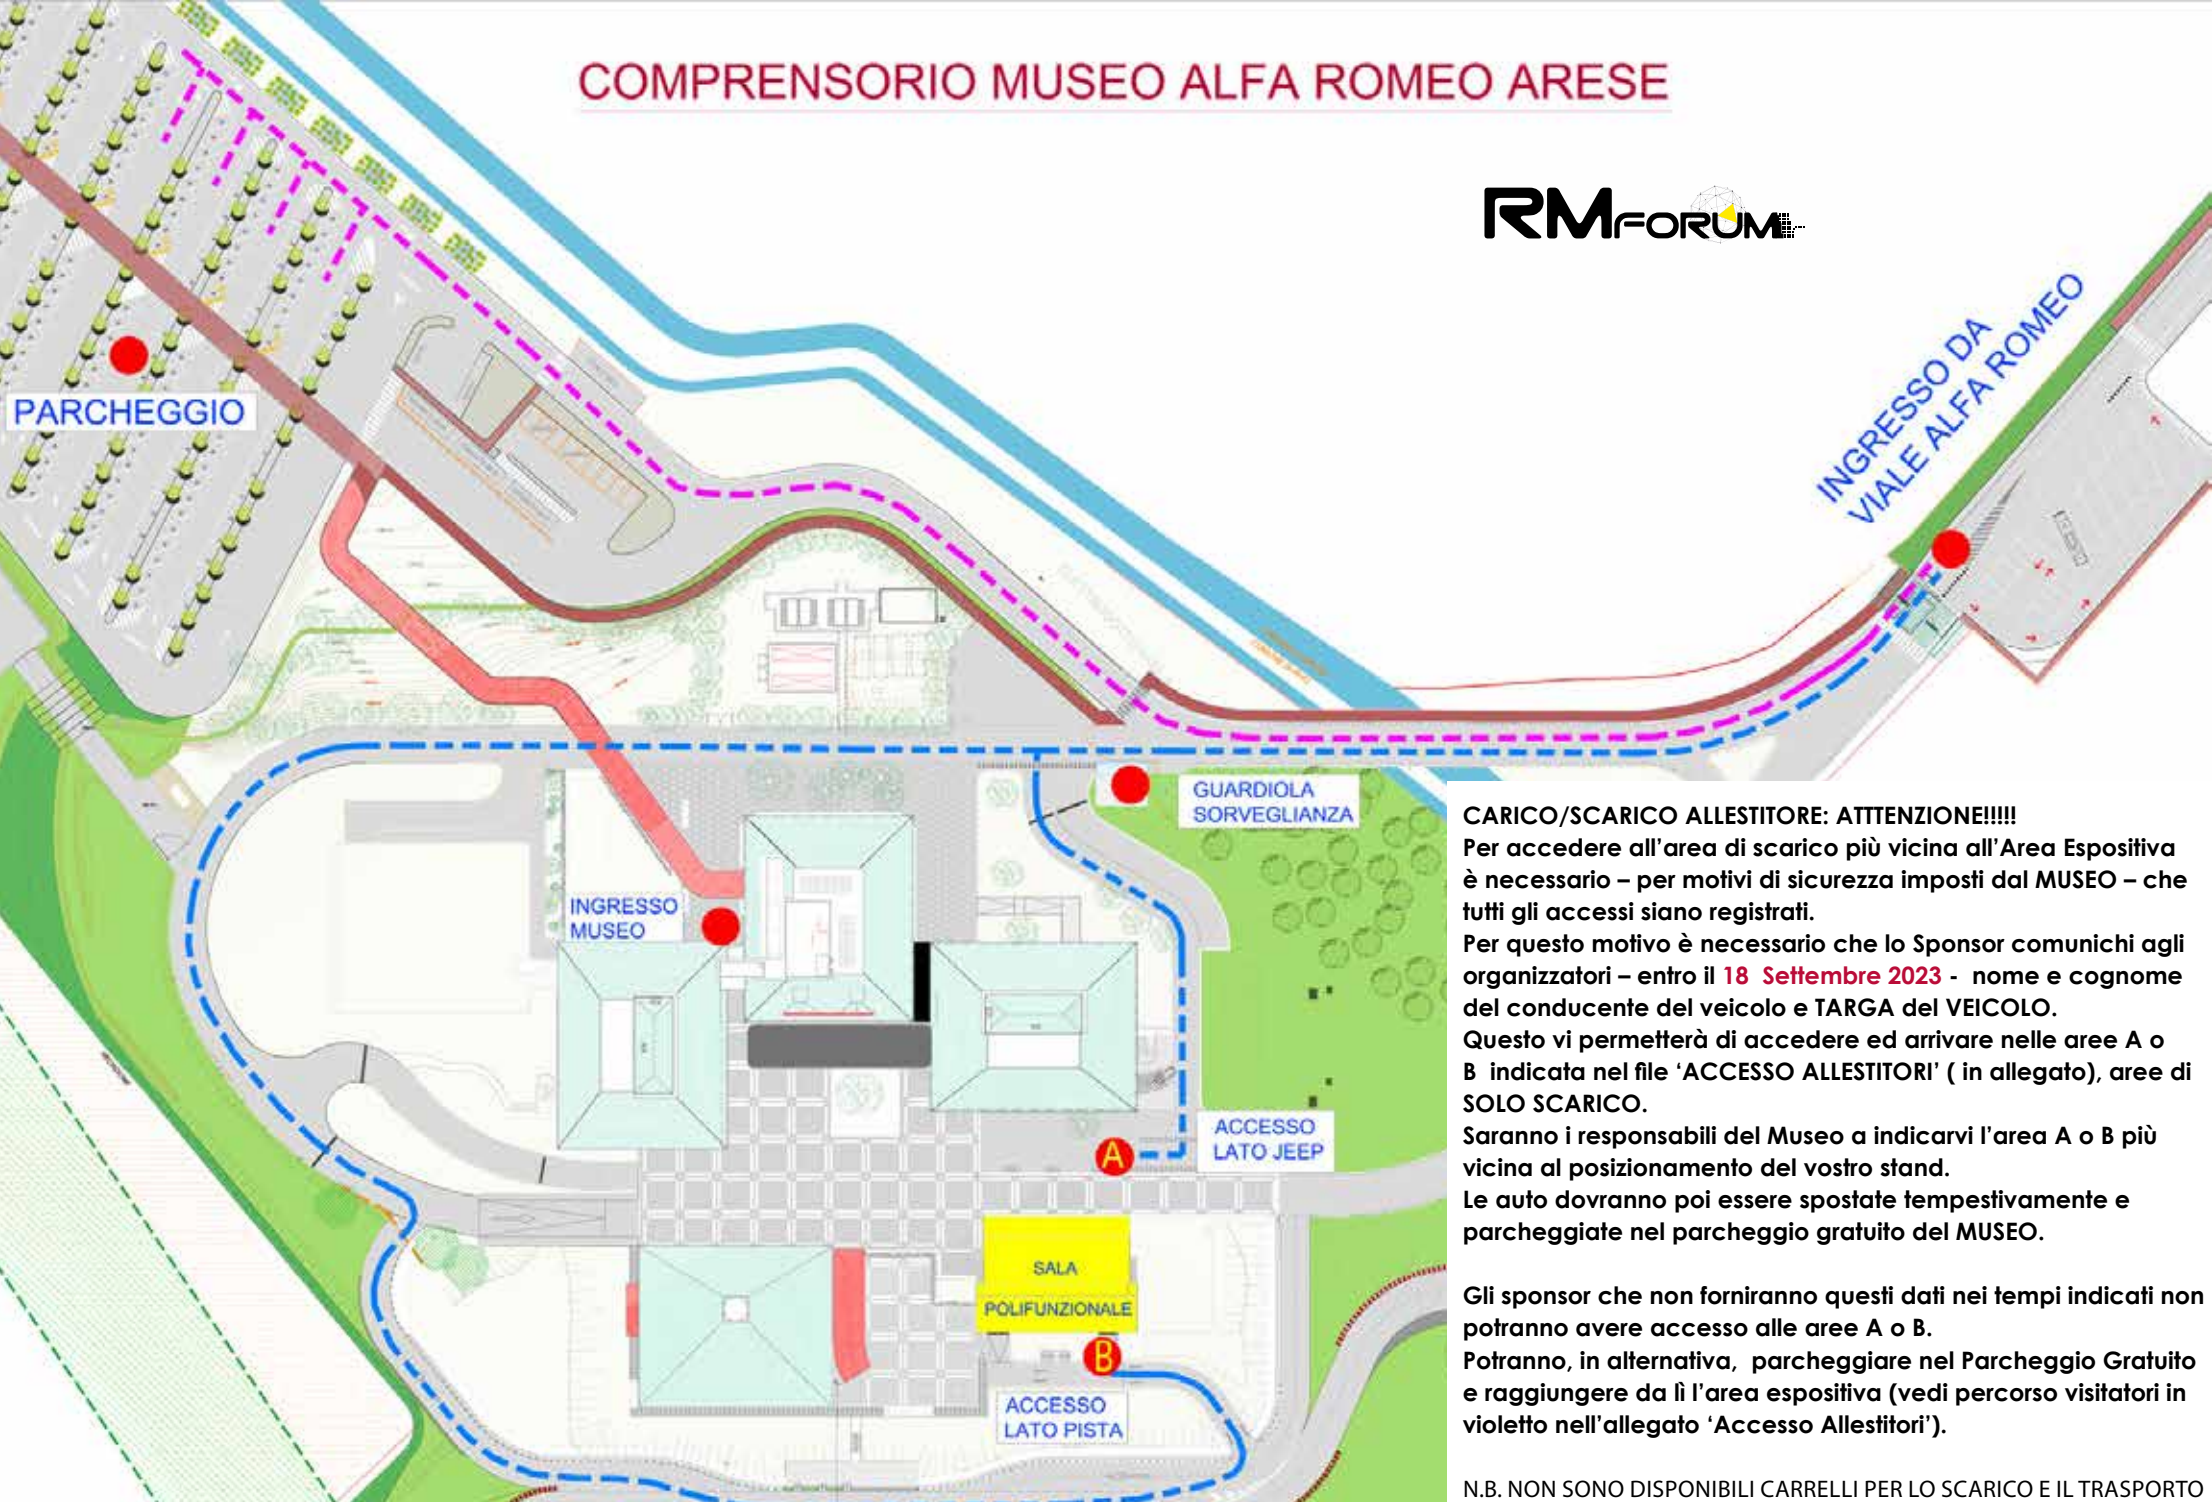 COMPRENSORIO MUSEO ALFA ROMEO ARESE
RMFORUM
INGRESSO DA
VIALE ALFA ROMEO
PARCHEGGIO
GUARDIOLA
SORVEGLIANZA
INGRESSO
MUSEO
A
ACCESSO
LATO JEEP
SALA
POLIFUNZIONALE
B
ACCESSO
LATO PISTA
CARICO/SCARICO ALLESTITORE: ATTTENZIONE!!!!!
Per accedere all’area di scarico più vicina all’Area Espositiva
è necessario – per motivi di sicurezza imposti dal MUSEO – che
tutti gli accessi siano registrati.
Per questo motivo è necessario che lo Sponsor comunichi agli
organizzatori – entro il 18 Settembre 2023 - nome e cognome
del conducente del veicolo e TARGA del VEICOLO.
Questo vi permetterà di accedere ed arrivare nelle aree A o
B indicata nel file ‘ACCESSO ALLESTITORI’ ( in allegato), aree di
SOLO SCARICO.
Saranno i responsabili del Museo a indicarvi l’area A o B più
vicina al posizionamento del vostro stand.
Le auto dovranno poi essere spostate tempestivamente e
parcheggiate nel parcheggio gratuito del MUSEO.
Gli sponsor che non forniranno questi dati nei tempi indicati non
potranno avere accesso alle aree A o B.
Potranno, in alternativa, parcheggiare nel Parcheggio Gratuito
e raggiungere da lì l’area espositiva (vedi percorso visitatori in
violetto nell’allegato ‘Accesso Allestitori’).
N.B. NON SONO DISPONIBILI CARRELLI PER LO SCARICO E IL TRASPORTO